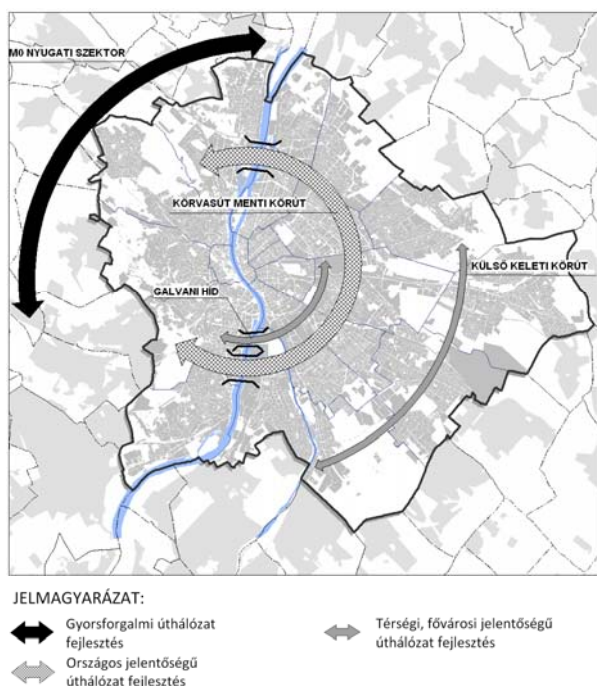 M0 NYUGATI SZEKTOR
KÖRVASÚT MENTI KÖRÚT
KÜLSŐ KELETI KÖRÚT
GALVANI HÍD
JELMAGYARÁZAT:
Gyorsforgalmi úthálózat
fejlesztés
Országos jelentőségű
úthálózat fejlesztés
Térségi, fővárosi jelentőségű
úthálózat fejlesztés